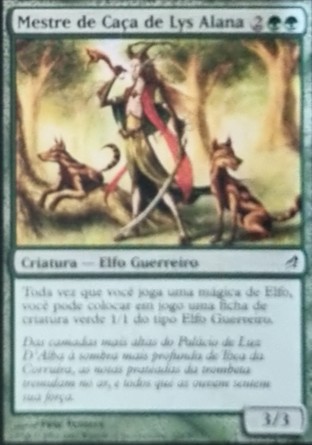 Mestre de Caça de Lys Alana 2
Criatura — Elfo Guerreiro
Toda vez que você joga uma mágica de Elfo,
você pode colocar em jogo uma ficha de
criatura verde 1/1 do tipo Elfo Guerreiro.
Das camadas mais altas do Palácio de Luz
D'Alba à sombra mais profunda de Toca da
Corruíra, as notas prateadas da trombeta
tremulam no ar, e todos que as ouvem sentem
sua força.
3/3